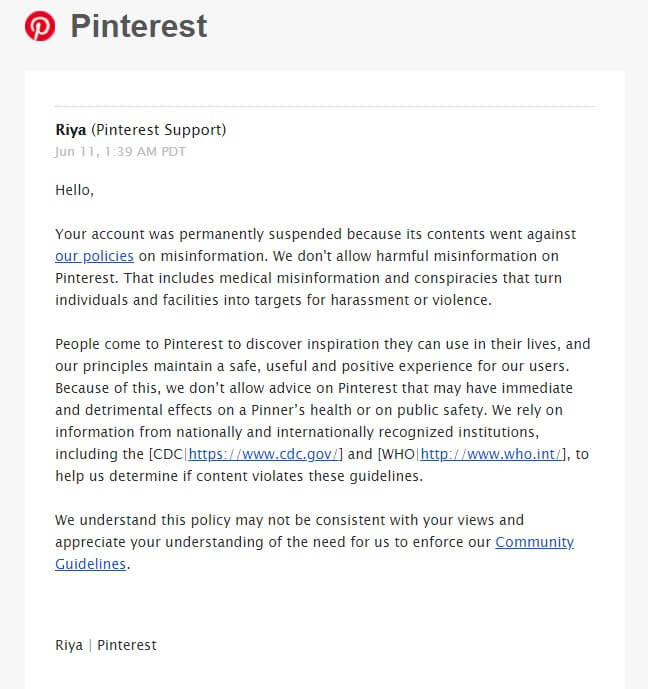 Pinterest
Riya (Pinterest Support)
Jun 11, 1:39 AM PDT
Hello,
Your account was permanently suspended because its contents went against
our policies on misinformation. We don't allow harmful misinformation on
Pinterest. That includes medical misinformation and conspiracies that turn
individuals and facilities into targets for harassment or violence.
People come to Pinterest to discover inspiration they can use in their lives, and
our principles maintain a safe, useful and positive experience for our users.
Because of this, we don’t allow advice on Pinterest that may have immediate
and detrimental effects on a Pinner’s health or on public safety. We rely on
information from nationally and internationally recognized institutions,
including the [CDC|https://www.cdc.gov/] and [WHO|http://www.who.int/], to
help us determine if content violates these guidelines.
We understand this policy may not be consistent with your views and
appreciate your understanding of the need for us to enforce our Community
Guidelines.
Riya | Pinterest